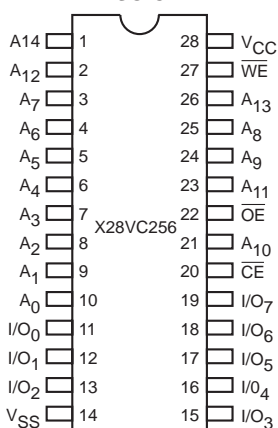 A14 1 28 VCC
A12 2 27 WE
A7 3 26 A13
A6 4 25 A8
A5 5 24 A9
A4 6 23 A11
A3 7 22 OE
X28VC256
A2 8 21 A10
A1 9 20 CE
A0 10 19 I/O7
I/O0 11 18 I/O6
I/O1 12 17 I/O5
I/O2 13 16 I/04
VSS 14 15 I/O3